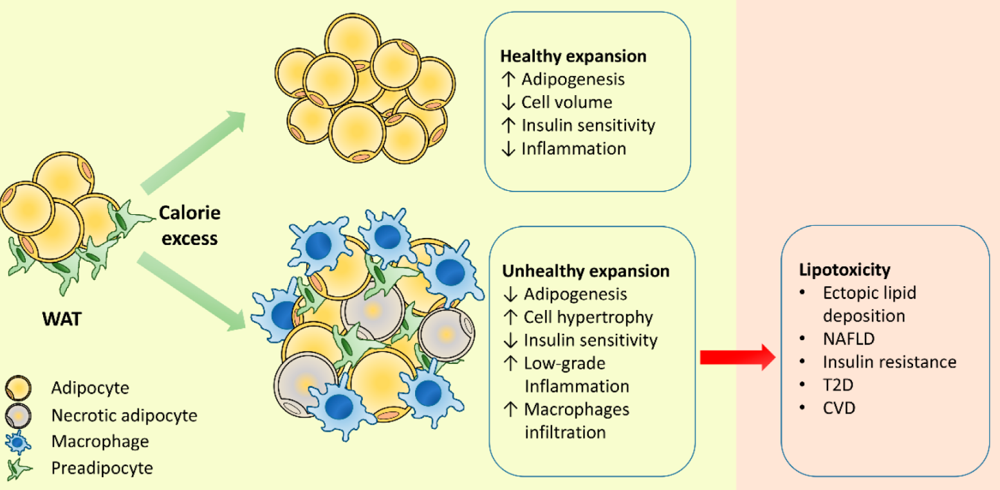 Healthy expansion
↑ Adipogenesis
↓ Cell volume
↑ Insulin sensitivity
↓ Inflammation
Calorie
excess
WAT
Unhealthy expansion
↓ Adipogenesis
↑ Cell hypertrophy
↓ Insulin sensitivity
↑ Low-grade
Inflammation
↑ Macrophages
infiltration
Lipotoxicity
• Ectopic lipid
deposition
• NAFLD
• Insulin resistance
• T2D
• CVD
Adipocyte
Necrotic adipocyte
Macrophage
Preadipocyte